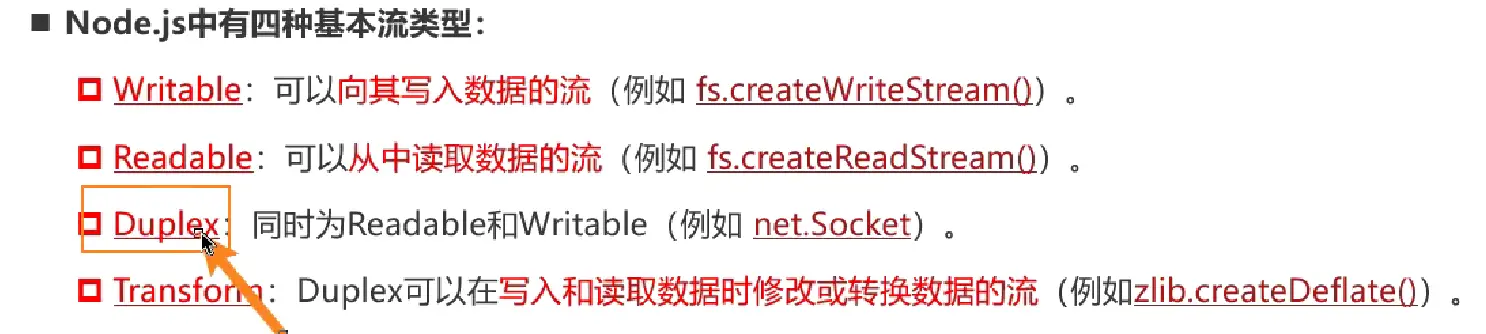 Node.js中有四种基本流类型：
Writable：可以向其写入数据的流（例如 fs.createWriteStream()）。
Readable：可以从中读取数据的流（例如 fs.createReadStream()）。
Duplex：同时为Readable和Writable（例如 net.Socket）。
Transform：Duplex可以在写入和读取数据时修改或转换数据的流（例如zlib.createDeflate()）。